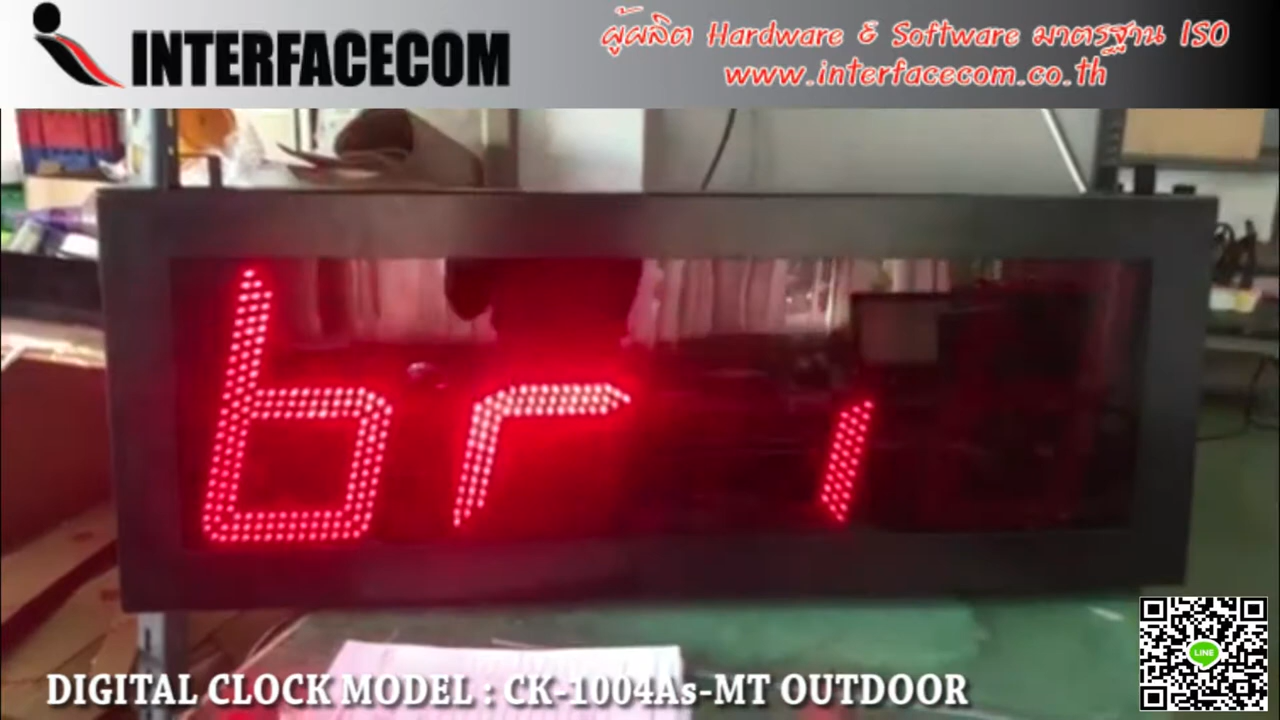 INTERFACECOM
ผู้ผลิต Hardware & Software มาตรฐาน ISO
www.interfacecom.co.th
br i
LINE
DIGITAL CLOCK MODEL : CK-1004As-MT OUTDOOR